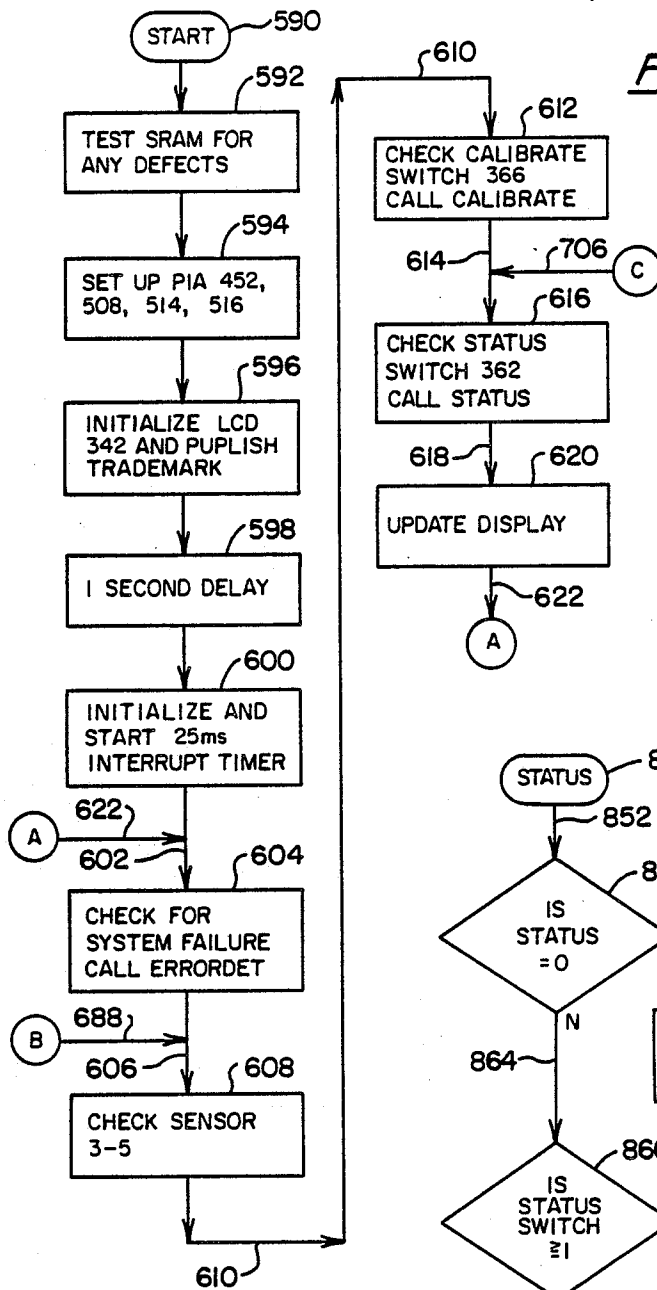 START
590
592
TEST SRAM FOR
ANY DEFECTS
594
SET UP PIA 452,
508, 514, 516
596
INITIALIZE LCD
342 AND PUPLISH
TRADEMARK
598
1 SECOND DELAY
600
INITIALIZE AND
START 25ms
INTERRUPT TIMER
A
622
602
604
CHECK FOR
SYSTEM FAILURE
CALL ERRORDET
B
688
606
608
CHECK SENSOR
3-5
610
610
612
CHECK CALIBRATE
SWITCH 366
CALL CALIBRATE
614
706
C
616
CHECK STATUS
SWITCH 362
CALL STATUS
618
620
UPDATE DISPLAY
622
A
STATUS
852
IS
STATUS
=0
N
864
IS
STATUS
SWITCH
≧1